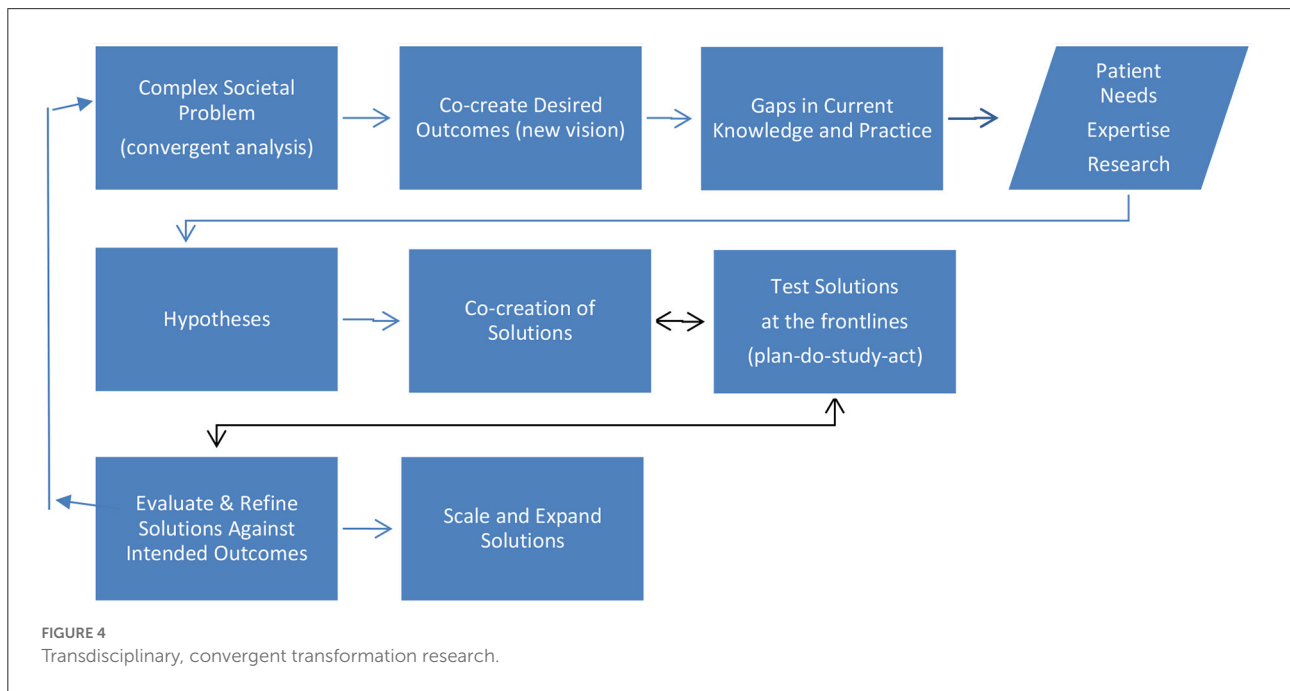 Complex Societal
Problem
(convergent analysis)
Co-create Desired
Outcomes (new vision)
Gaps in Current
Knowledge and Practice
Patient
Needs
Expertise
Research
Hypotheses
Co-creation of
Solutions
Test Solutions
at the frontlines
(plan-do-study-act)
Evaluate & Refine
Solutions Against
Intended Outcomes
Scale and Expand
Solutions
FIGURE 4
Transdisciplinary, convergent transformation research.